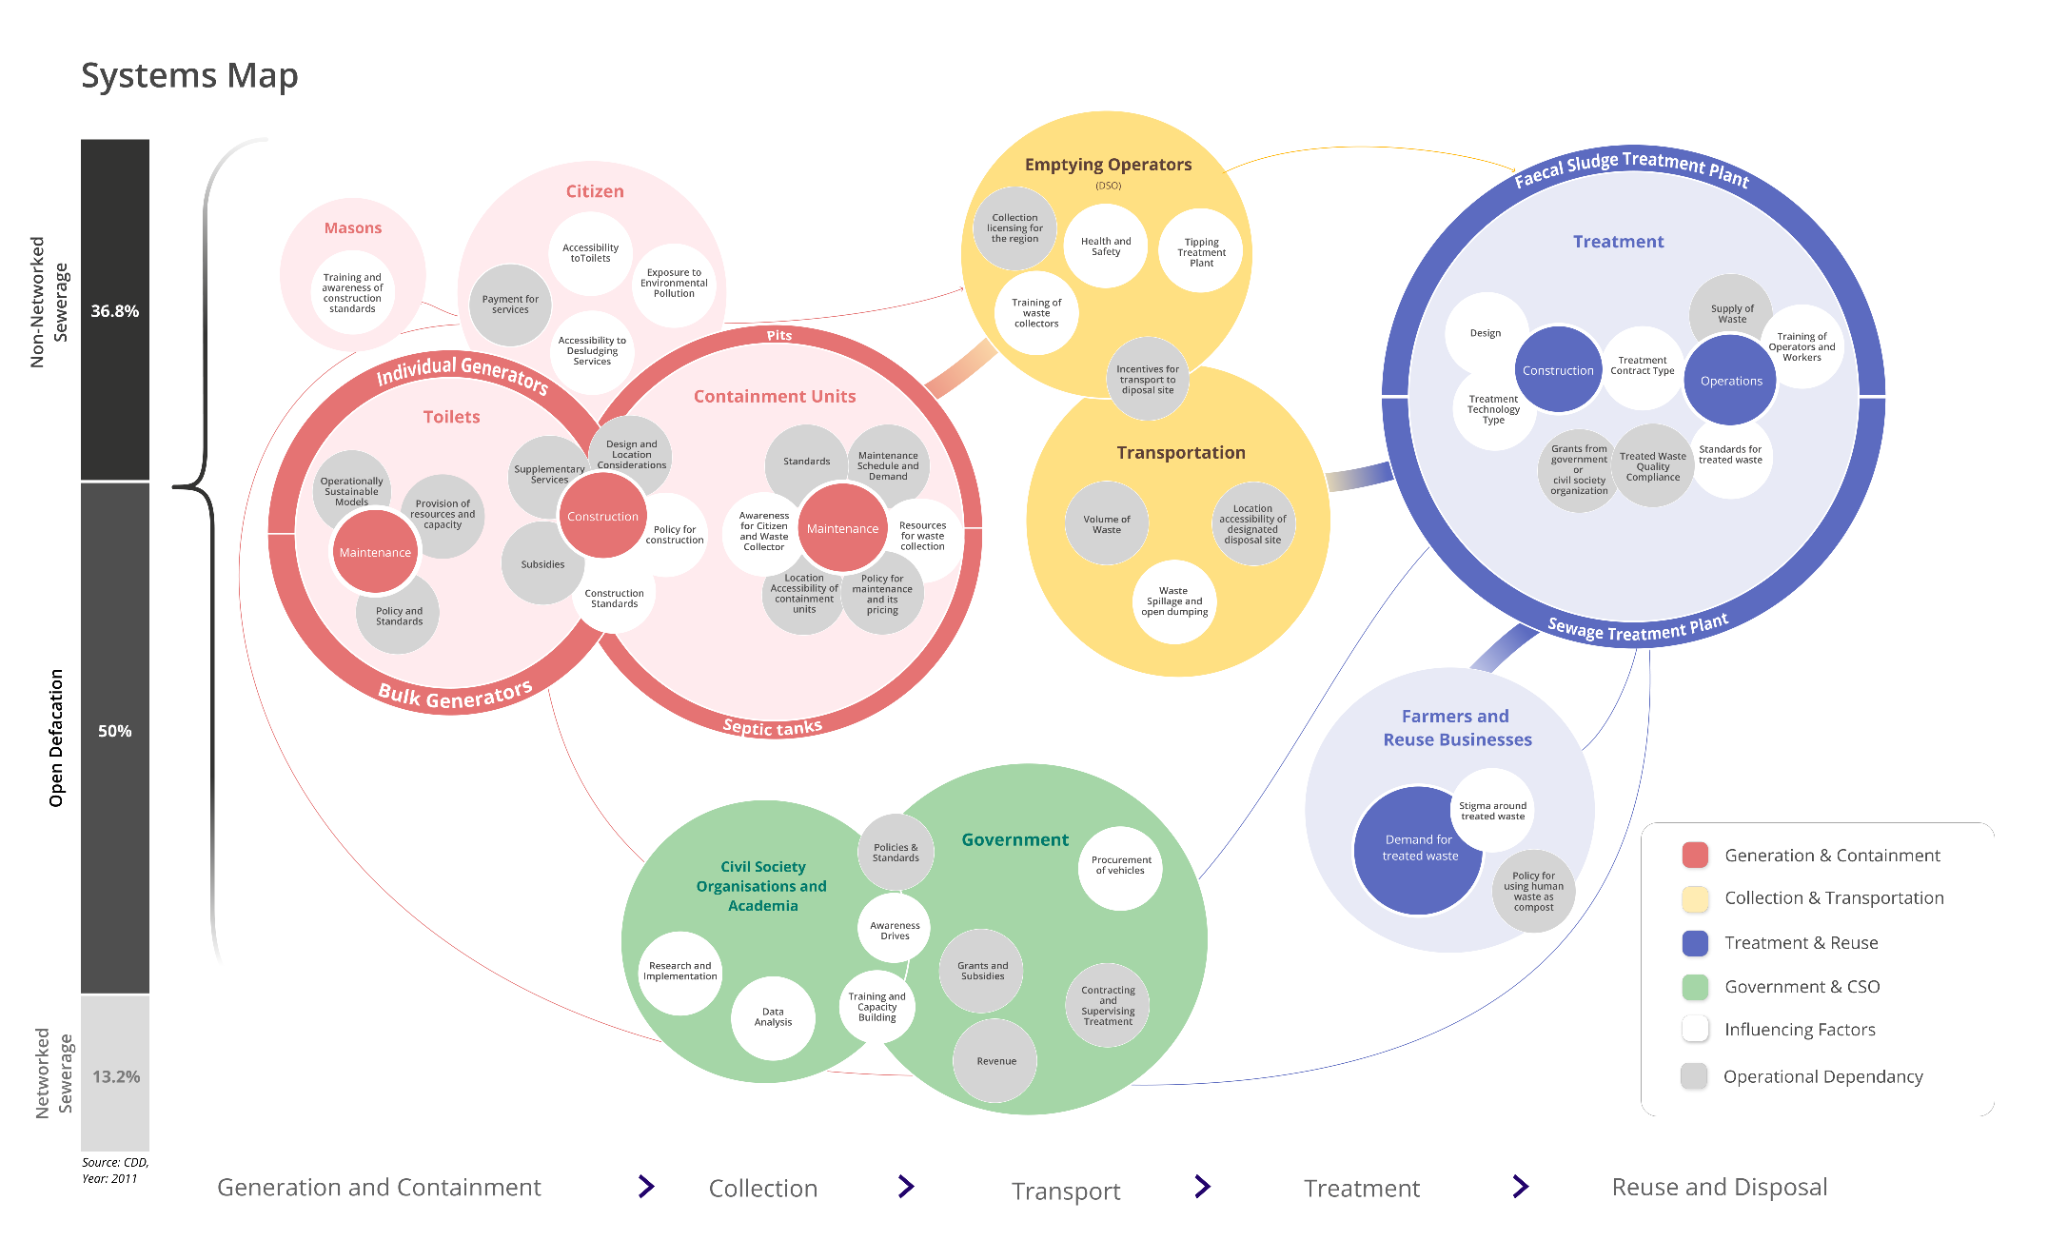 Systems Map
Non-Networked
Sewerage
36.8%
Open Defacation
50%
Networked
Sewerage
13.2%
Source: CDD,
Year: 2011
Masons
Training and
awareness of
construction
standards
Citizen
Accessibility
toToilets
Exposure to
Environmental
Pollution
Payment for
services
Accessibility to
Desludging
Services
Individual Generators
Toilets
Operationally
Sustainable
Models
Provision of
resources and
capacity
Maintenance
Policy and
Standards
Bulk Generators
Supplementary
Services
Design and
Location
Considerations
Construction
Subsidies
Policy for
construction
Construction
Standards
Pits
Containment Units
Standards
Maintenance
Schedule and
Demand
Awareness
for Citizen
and Waste
Collector
Maintenance
Resources
for waste
collection
Location
Accessibility of
containment
units
Policy for
maintenance
and its
pricing
Septic tanks
Emptying Operators
(DSO)
Collection
licensing for
the region
Health and
Safety
Tipping
Treatment
Plant
Training of
waste
collectors
Incentives for
transport to
diposal site
Transportation
Volume of
Waste
Location
accessibility of
designated
disposal site
Waste
Spillage and
open dumping
Faecal Sludge Treatment Plant
Treatment
Design
Construction
Treatment
Technology
Type
Treatment
Contract Type
Supply of
Waste
Operations
Training of
Operators and
Workers
Grants from
government
or
civil society
organization
Treated Waste
Quality
Compliance
Standards for
treated waste
Sewage Treatment Plant
Farmers and
Reuse Businesses
Demand for
treated waste
Stigma around
treated waste
Policy for
using human
waste as
compost
Civil Society
Organisations and
Academia
Research and
Implementation
Data
Analysis
Policies &
Standards
Awareness
Drives
Training and
Capacity
Building
Government
Procurement
of vehicles
Grants and
Subsidies
Contracting
and
Supervising
Treatment
Revenue
Generation & Containment
Collection & Transportation
Treatment & Reuse
Government & CSO
Influencing Factors
Operational Dependancy
Generation and Containment
Collection
Transport
Treatment
Reuse and Disposal